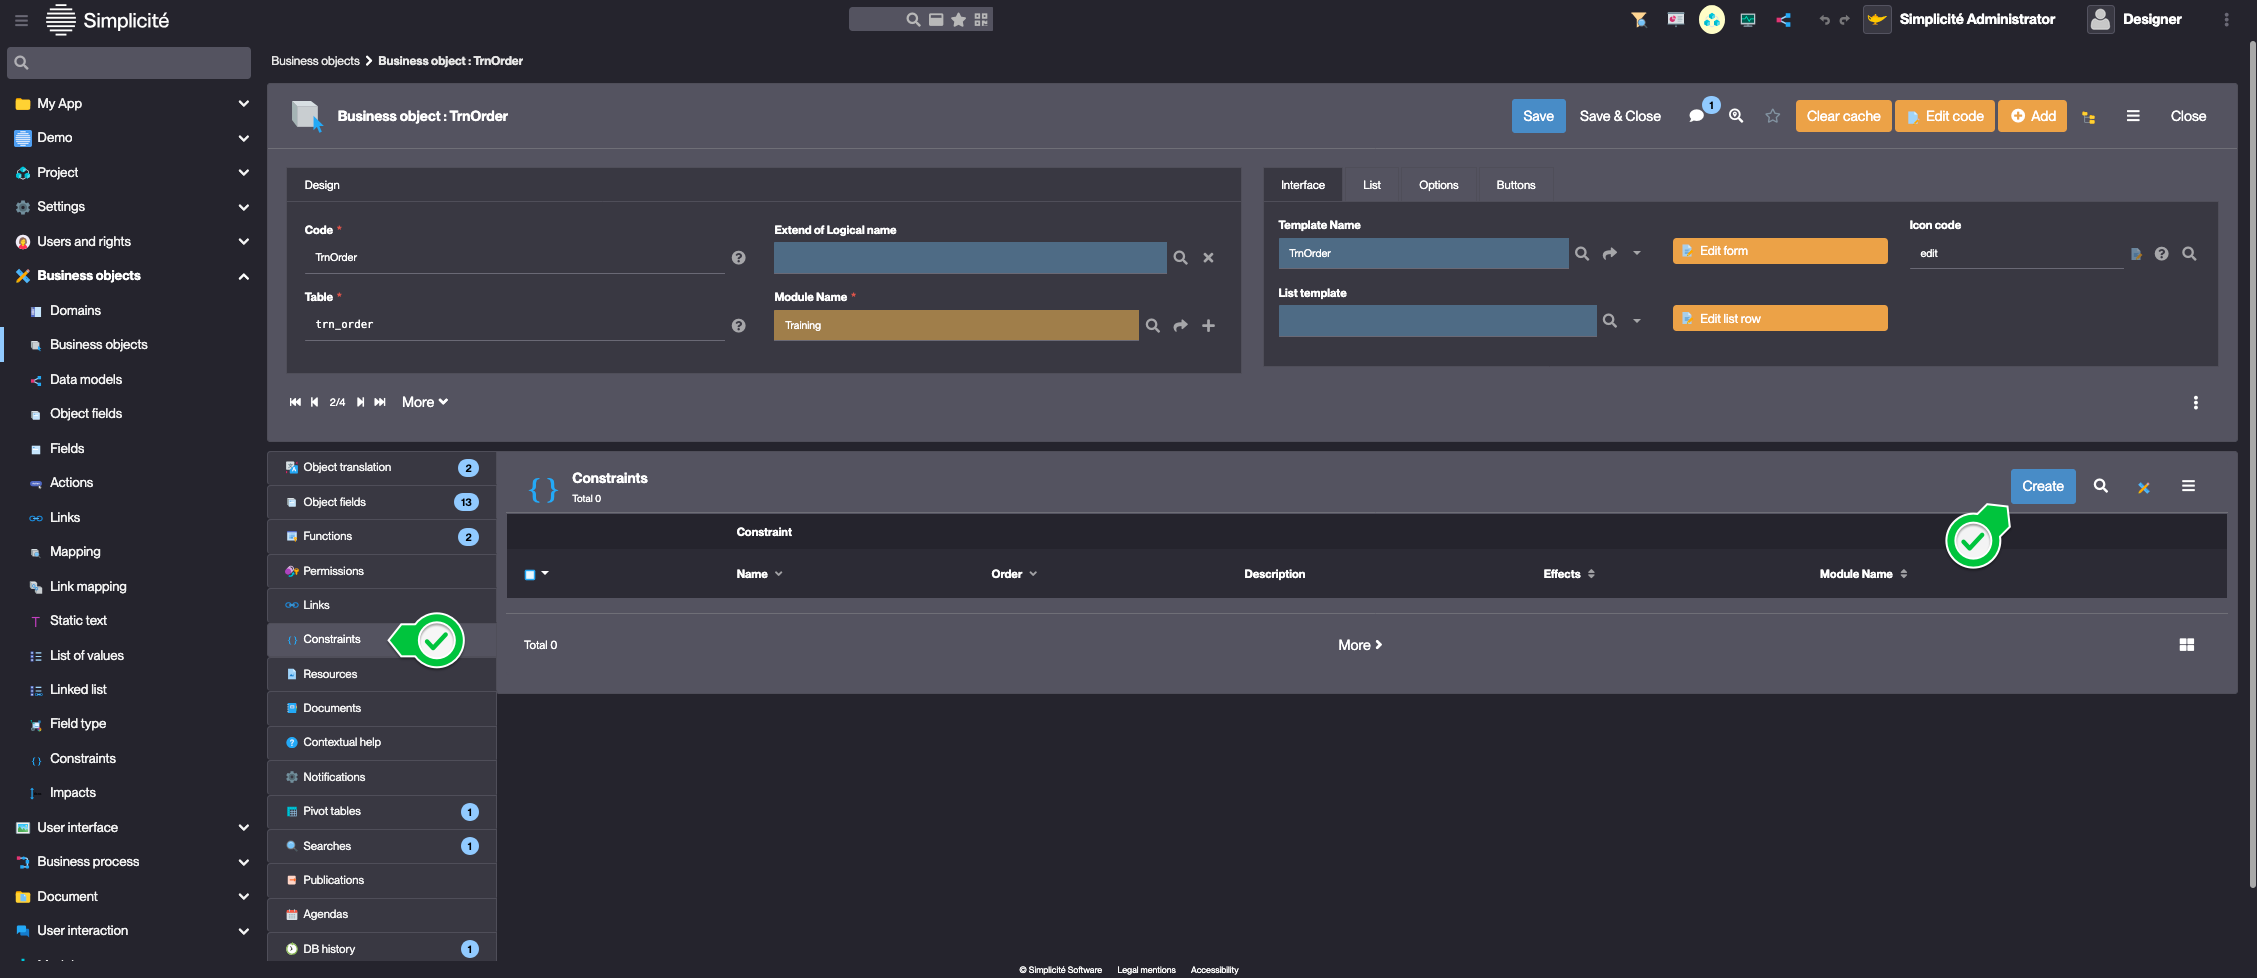 Simplicité
Simplicité Administrator
Designer
My App
Demo
Project
Settings
Users and rights
Business objects
Domains
Business objects
Data models
Object fields
Fields
Actions
Links
Mapping
Link mapping
Static text
List of values
Linked list
Field type
Constraints
Impacts
User interface
Business process
Document
User interaction
Business objects
Business object : TrnOrder
Business object : TrnOrder
Save
Save & Close
1
Clear cache
Edit code
Add
Close
Design
Code *
TrnOrder
Extend of Logical name
Table *
trn_order
Module Name *
Training
Interface
List
Options
Buttons
Template Name
TrnOrder
Edit form
Icon code
edit
List template
Edit list row
2/4
More
Object translation 2
Object fields 13
Functions 2
Permissions
Links
Constraints
Resources
Documents
Contextual help
Notifications
Pivot tables 1
Searches 1
Publications
Agendas
DB history 1
Constraints
Total 0
Create
Constraint
Name
Order
Description
Effects
Module Name
Total 0
More
© Simplicité Software
Legal mentions
Accessibility